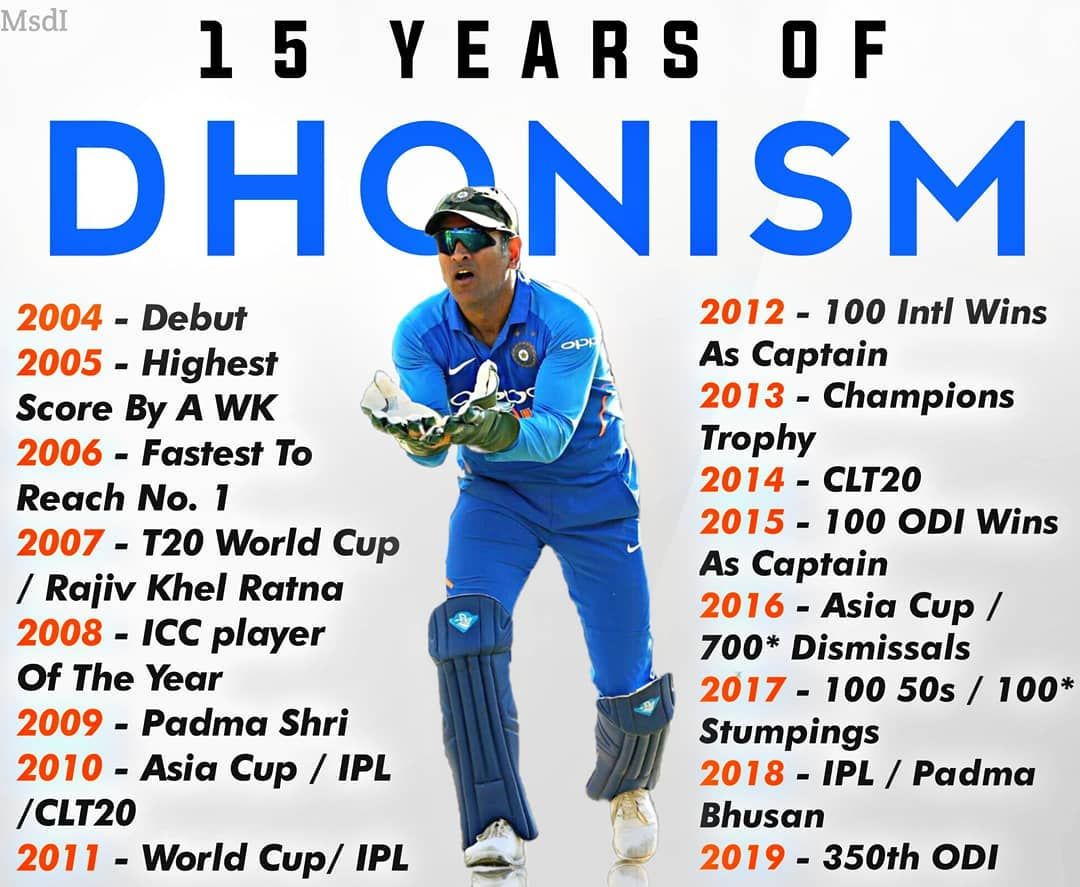 MsdI
15 YEARS OF
DHONISM
2004 - Debut
2005 - Highest
Score By A WK
2006 - Fastest To
Reach No. 1
2007 - T20 World Cup
/ Rajiv Khel Ratna
2008 - ICC player
Of The Year
2009 - Padma Shri
2010 - Asia Cup / IPL
/CLT20
2011 - World Cup/ IPL
oppo
2012 - 100 Intl Wins
As Captain
2013 - Champions
Trophy
2014 - CLT20
2015 - 100 ODI Wins
As Captain
2016 - Asia Cup /
700* Dismissals
2017 - 100 50s / 100*
Stumpings
2018 - IPL / Padma
Bhusan
2019 - 350th ODI